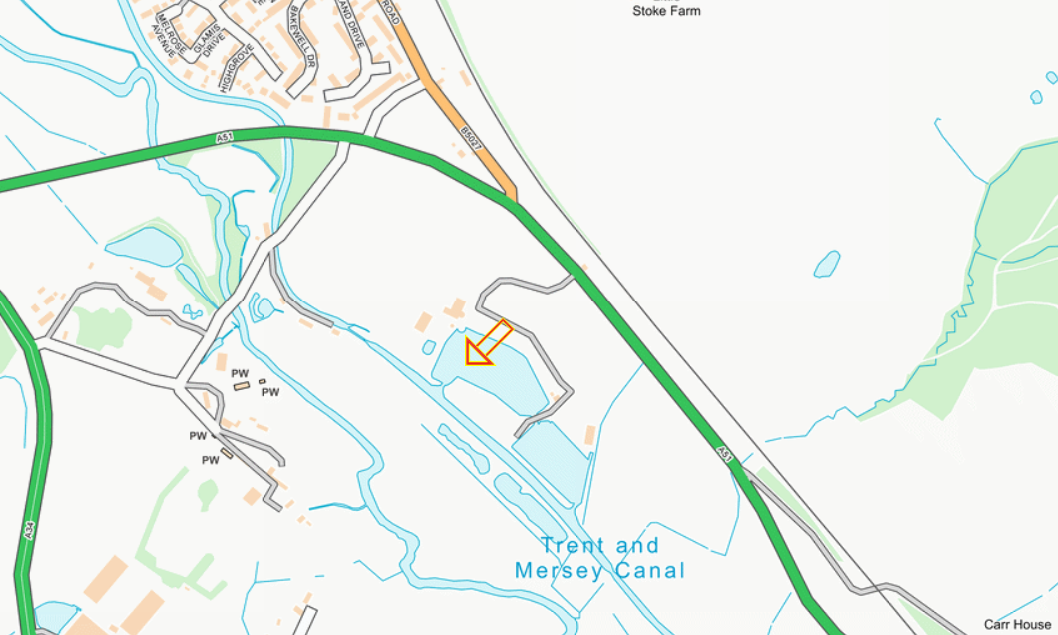 Stoke Farm
ROAD
MELROSE
AVENUE
GLAMIS
DRIVE
HIGHGROVE
BAKEWELL DR
AND DRIVE
B5027
A51
PW
PW
PW
PW
A51
A34
Trent and
Mersey Canal
Carr House